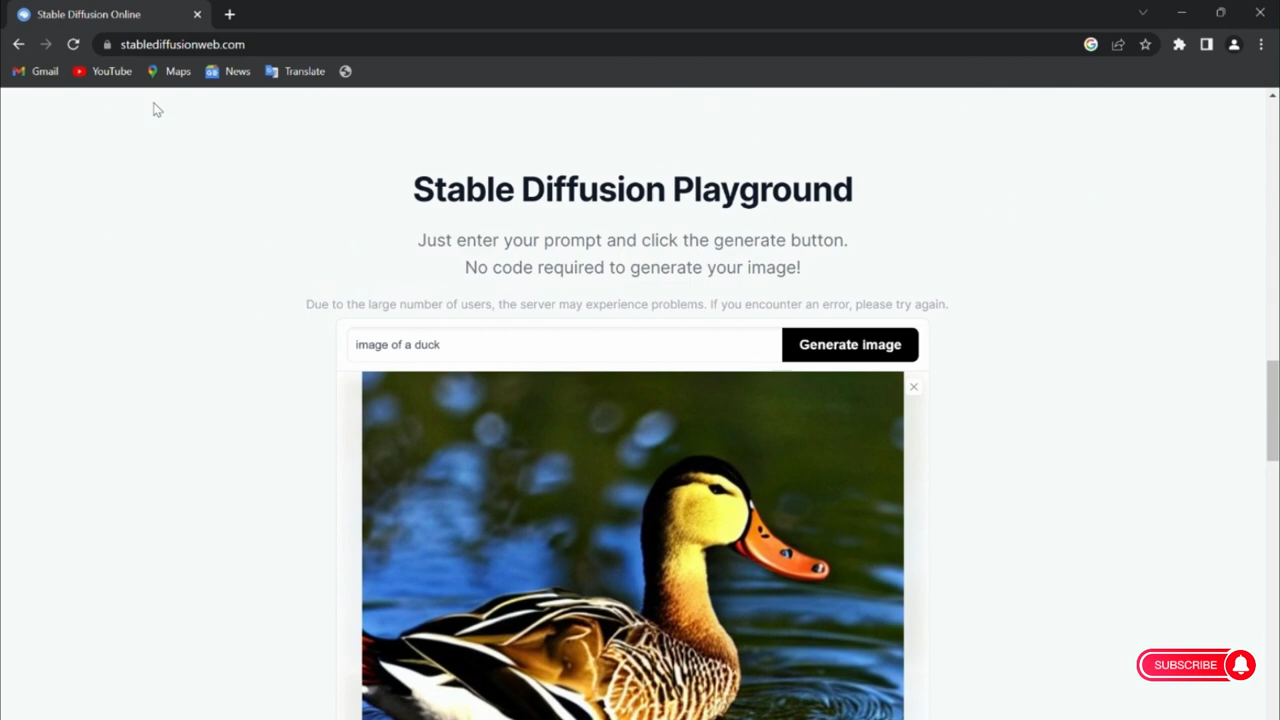 Stable Diffusion Online
stablediffusionweb.com
Gmail YouTube Maps News Translate
Stable Diffusion Playground
Just enter your prompt and click the generate button.
No code required to generate your image!
Due to the large number of users, the server may experience problems. If you encounter an error, please try again.
image of a duck Generate image
SUBSCRIBE